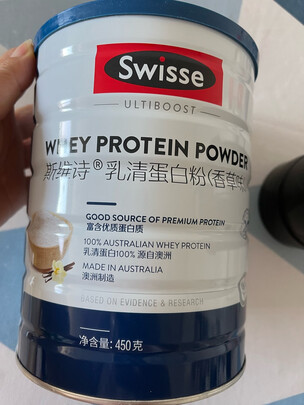 Swisse
ULTIBOOST
WHEY PROTEIN POWDER
斯维诗®乳清蛋白粉(香草味
GOOD SOURCE OF PREMIUM PROTEIN
富含优质蛋白质
100% AUSTRALIAN WHEY PROTEIN
乳清蛋白100% 源自澳洲
MADE IN AUSTRALIA
澳洲制造
BASED ON EVIDENCE & RESEARCH
净含量: 450克